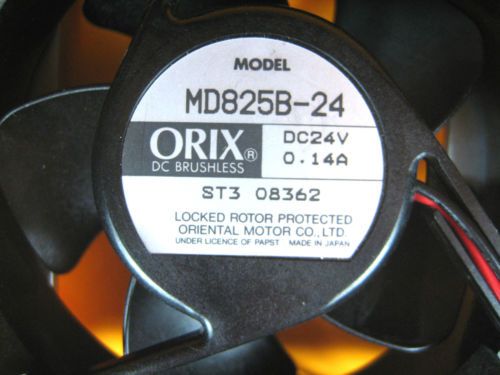 MODEL
MD825B-24
ORIX® DC24V
DC BRUSHLESS 0.14A
ST3 08362
LOCKED ROTOR PROTECTED
ORIENTAL MOTOR CO., LTD.
UNDER LICENCE OF PAPST MADE IN JAPAN